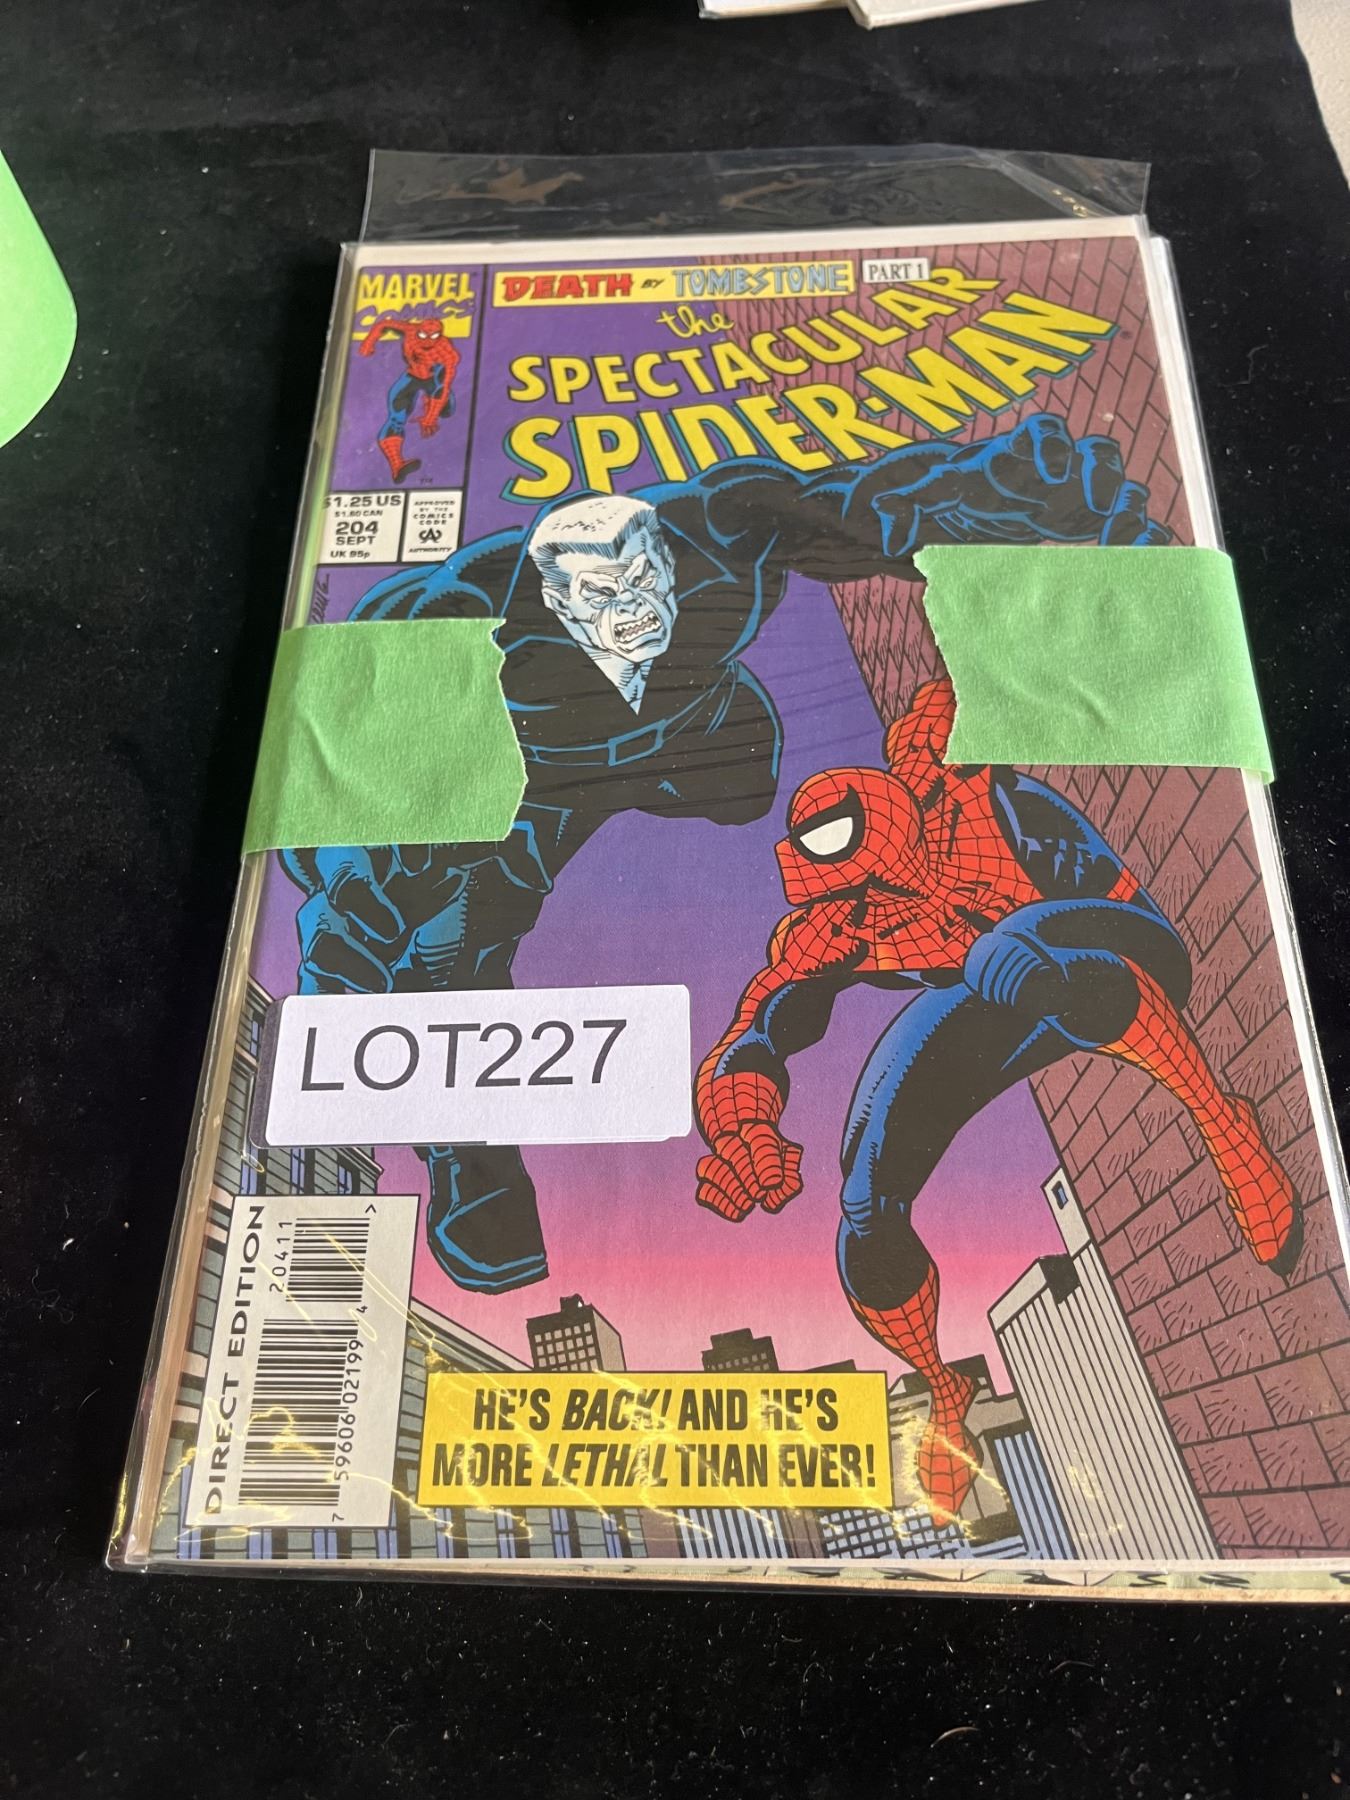 DEATH BY TOMBSTONE PART 1
MARVEL
COMICS
the
SPECTACULAR
SPIDER-MAN
TM
$1.25 US
$1.60 CAN
204
SEPT
UK 95p
APPROVED
BY THE
COMICS
CODE
CA
AUTHORITY
LOT227
DIRECT EDITION
20411
7 59606 02199 4
HE'S BACK! AND HE'S
MORE LETHAL THAN EVER!